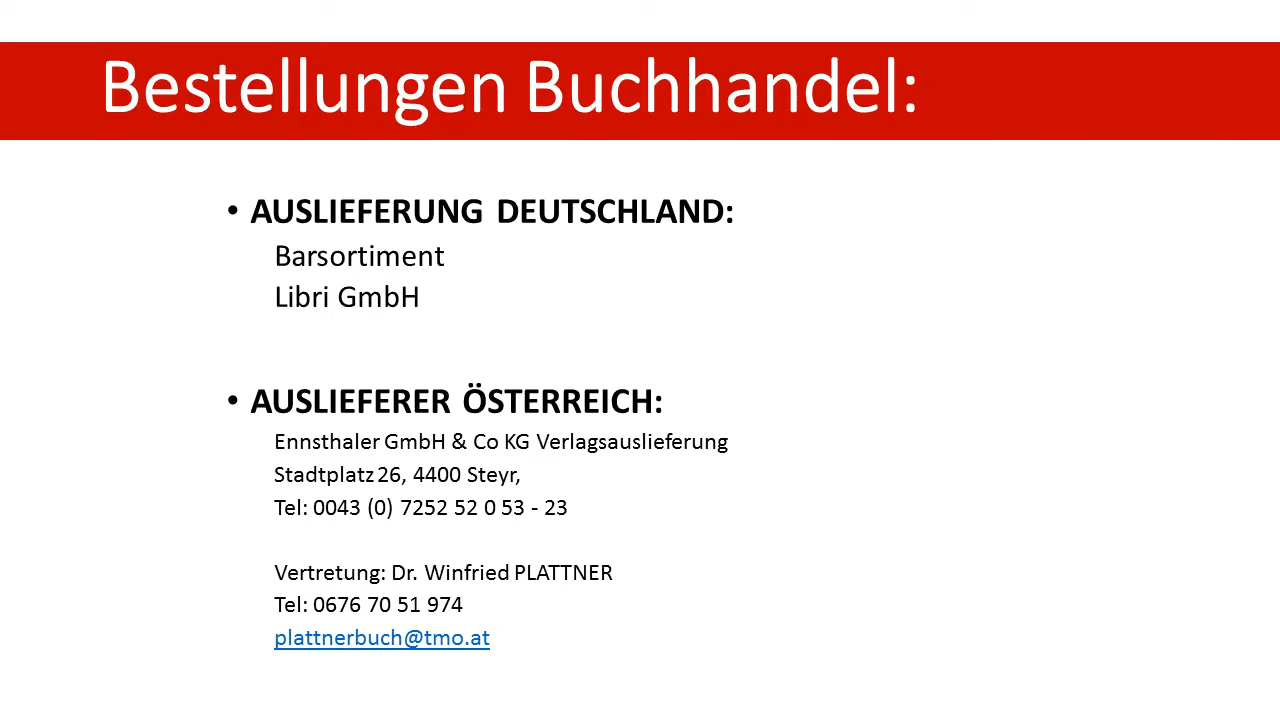 Bestellungen Buchhandel:
• AUSLIEFERUNG DEUTSCHLAND:
Barsortiment
Libri GmbH
• AUSLIEFERER ÖSTERREICH:
Ennsthaler GmbH & Co KG Verlagsauslieferung
Stadtplatz 26, 4400 Steyr,
Tel: 0043 (0) 7252 52 0 53 - 23
Vertretung: Dr. Winfried PLATTNER
Tel: 0676 70 51 974
plattnerbuch@tmo.at